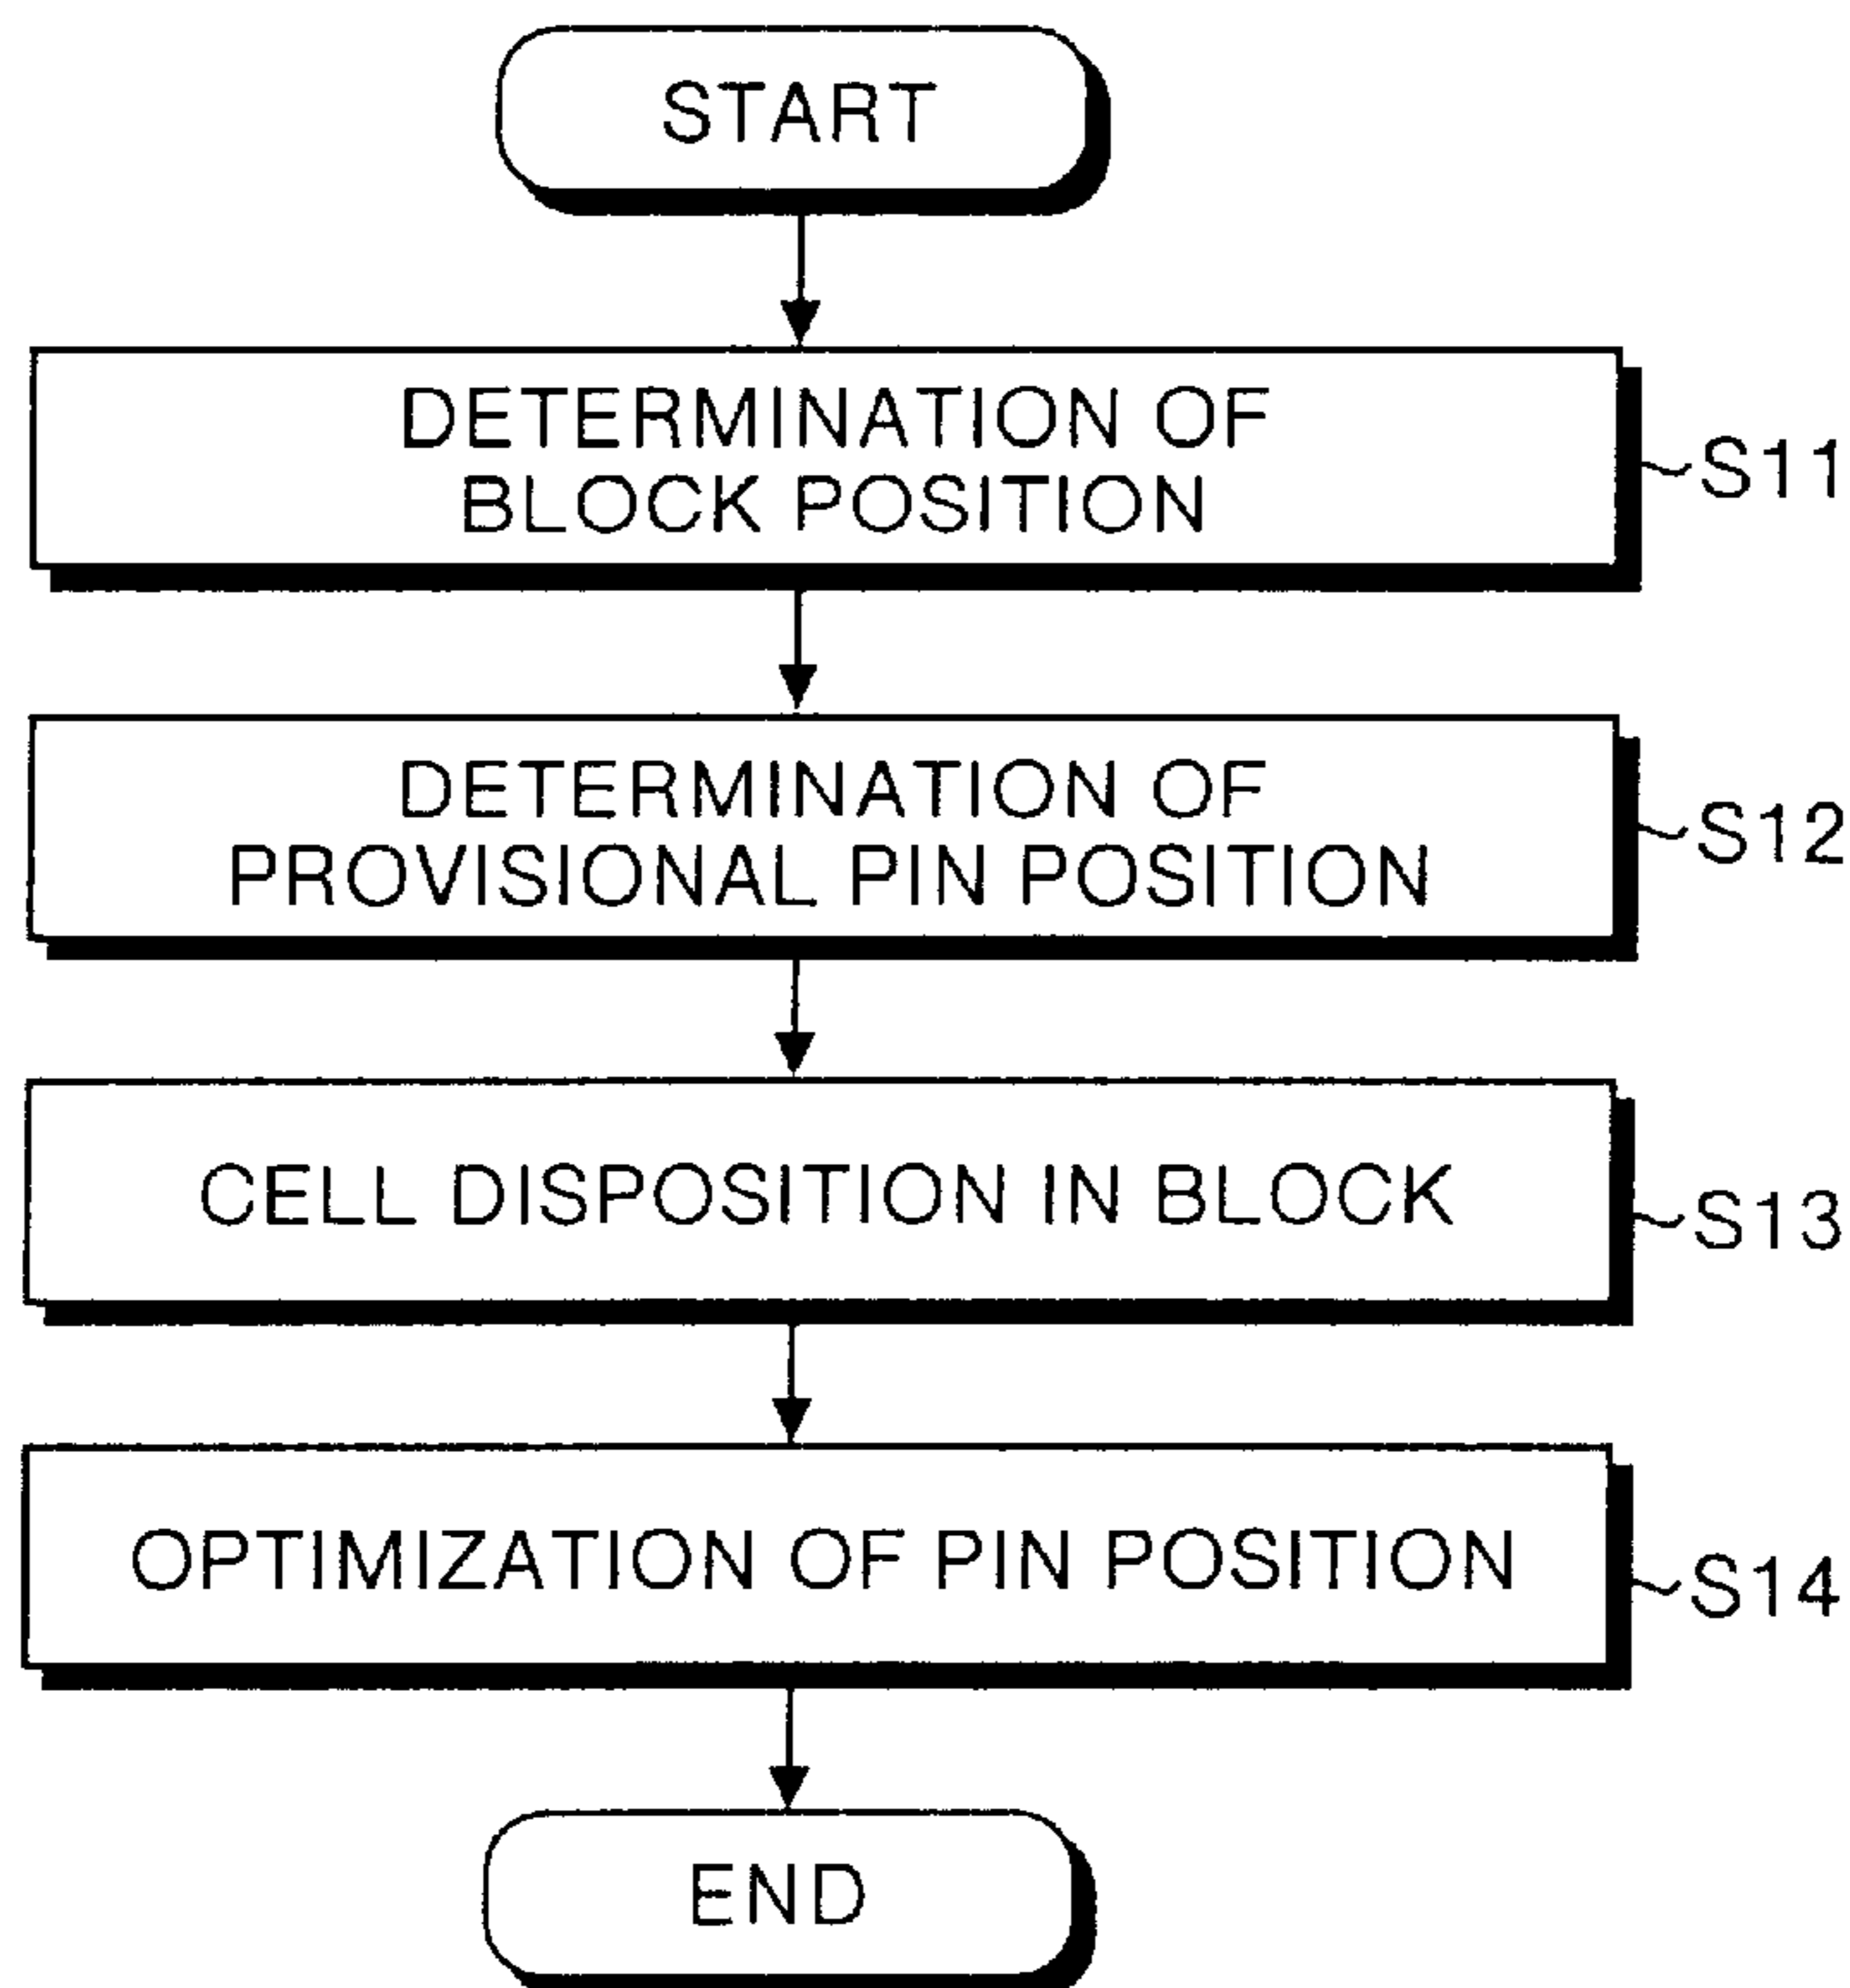 START
DETERMINATION OF
BLOCK POSITION
S11
DETERMINATION OF
PROVISIONAL PIN POSITION
S12
CELL DISPOSITION IN BLOCK
S13
OPTIMIZATION OF PIN POSITION
S14
END